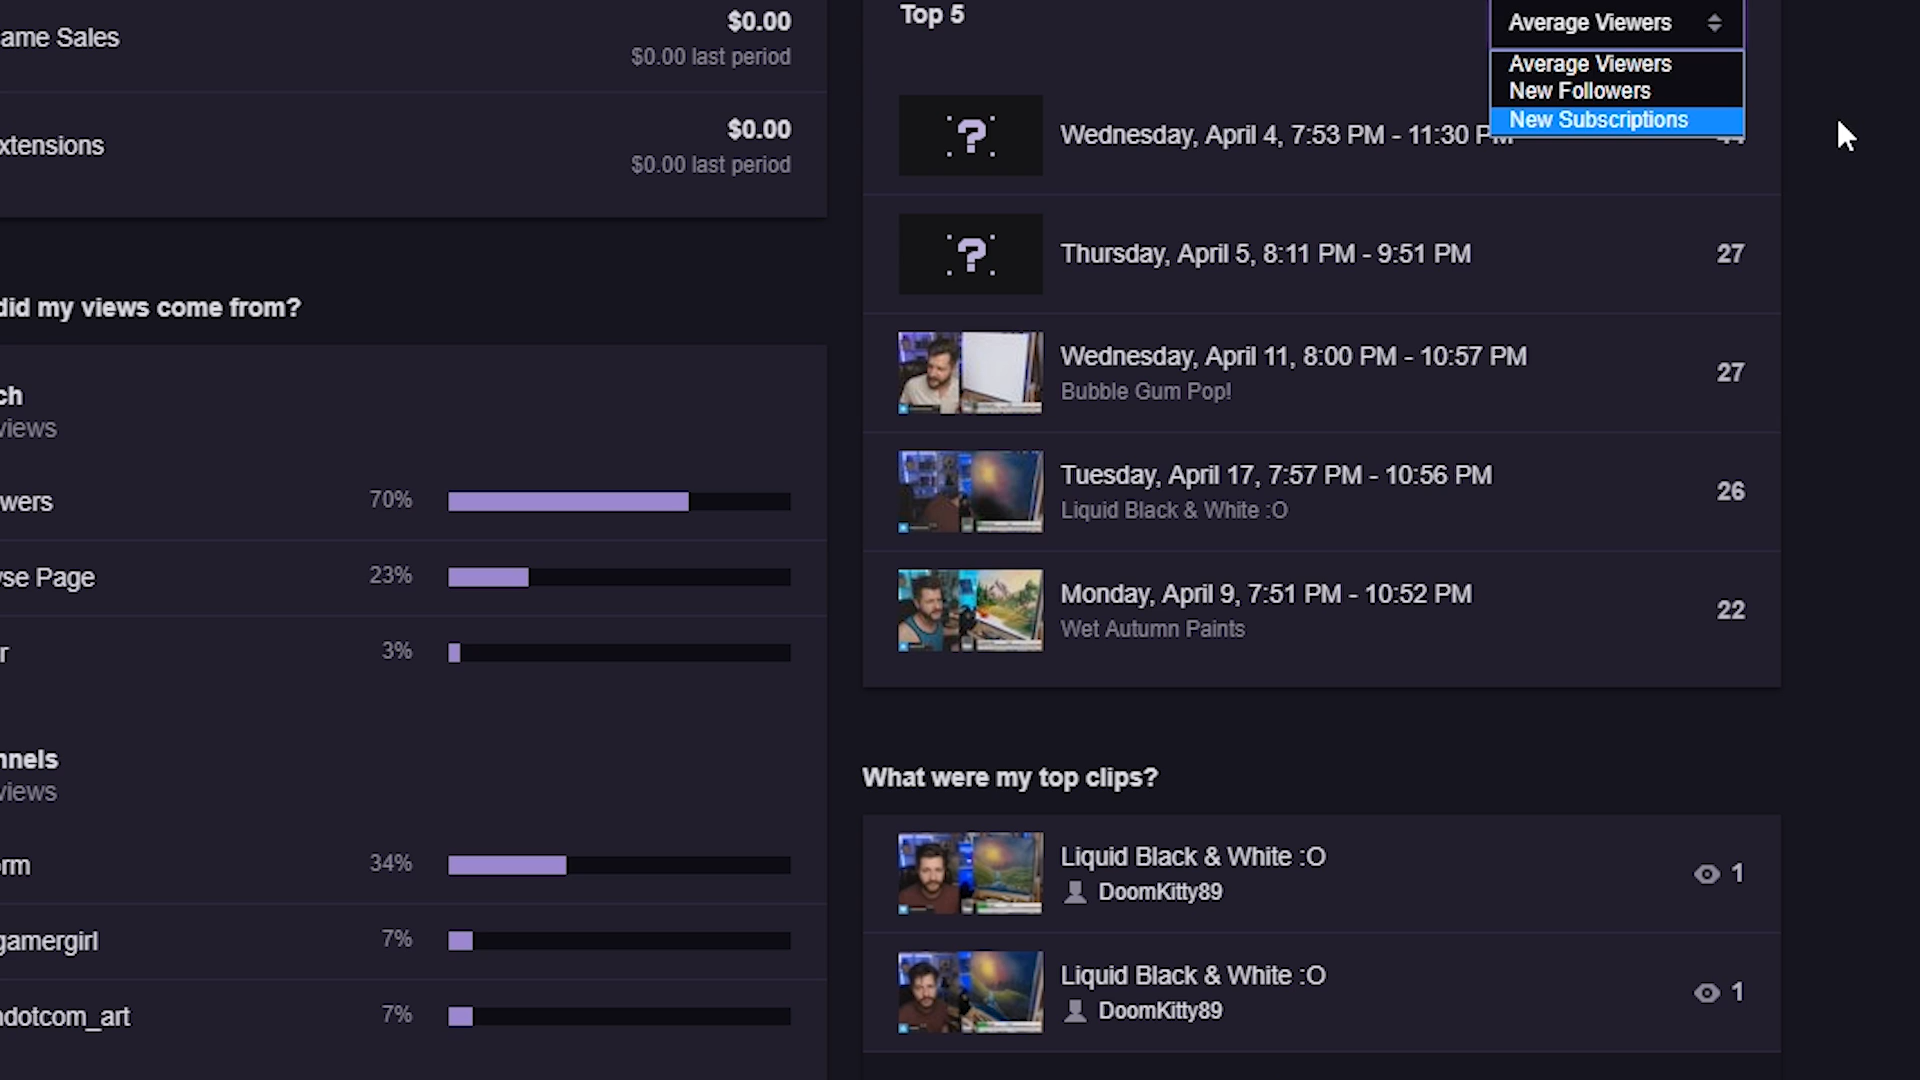 ame Sales
$0.00
$0.00 last period
xtensions
$0.00
$0.00 last period
did my views come from?
ch
views
wers
70%
se Page
23%
r
3%
nnels
views
rm
34%
gamergirl
7%
dotcom_art
7%
Top 5
Average Viewers
Average Viewers
New Followers
New Subscriptions
Wednesday, April 4, 7:53 PM - 11:30 PM
Thursday, April 5, 8:11 PM - 9:51 PM
27
Wednesday, April 11, 8:00 PM - 10:57 PM
Bubble Gum Pop!
27
Tuesday, April 17, 7:57 PM - 10:56 PM
Liquid Black & White :O
26
Monday, April 9, 7:51 PM - 10:52 PM
Wet Autumn Paints
22
What were my top clips?
Liquid Black & White :O
1
DoomKitty89
Liquid Black & White :O
1
DoomKitty89